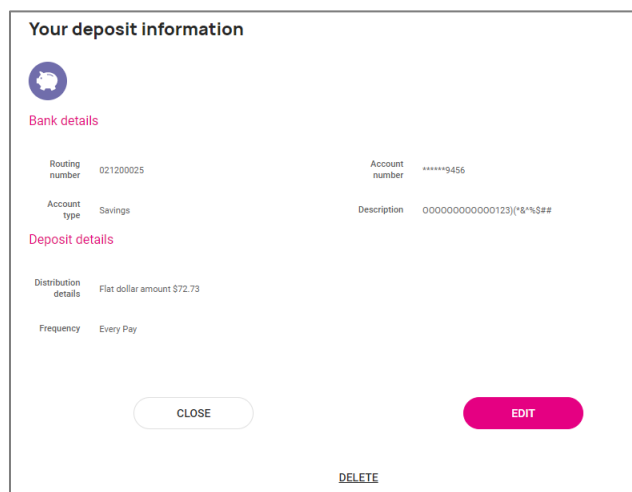 Your deposit information
Bank details
Routing number 021200025
Account number ******9456
Account type Savings
Description OOOOOOOOOOOOO123)(*&^%$##
Deposit details
Distribution details Flat dollar amount $72.73
Frequency Every Pay
CLOSE
EDIT
DELETE